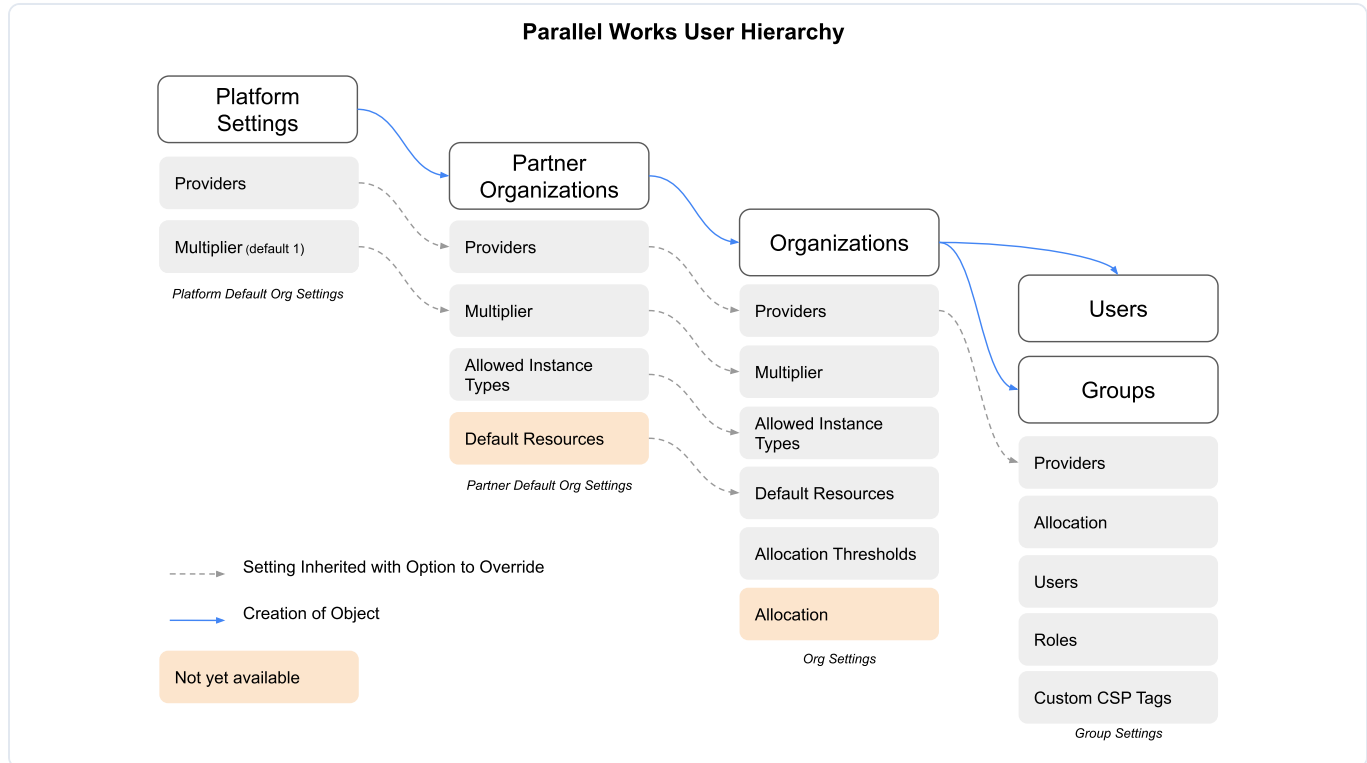 Parallel Works User Hierarchy
Platform
Settings
Providers
Multiplier (default 1)
Platform Default Org Settings
Partner
Organizations
Providers
Multiplier
Allowed Instance
Types
Default Resources
Partner Default Org Settings
Organizations
Providers
Multiplier
Allowed Instance
Types
Default Resources
Allocation Thresholds
Allocation
Org Settings
Users
Groups
Providers
Allocation
Users
Roles
Custom CSP Tags
Group Settings
Setting Inherited with Option to Override
Creation of Object
Not yet available